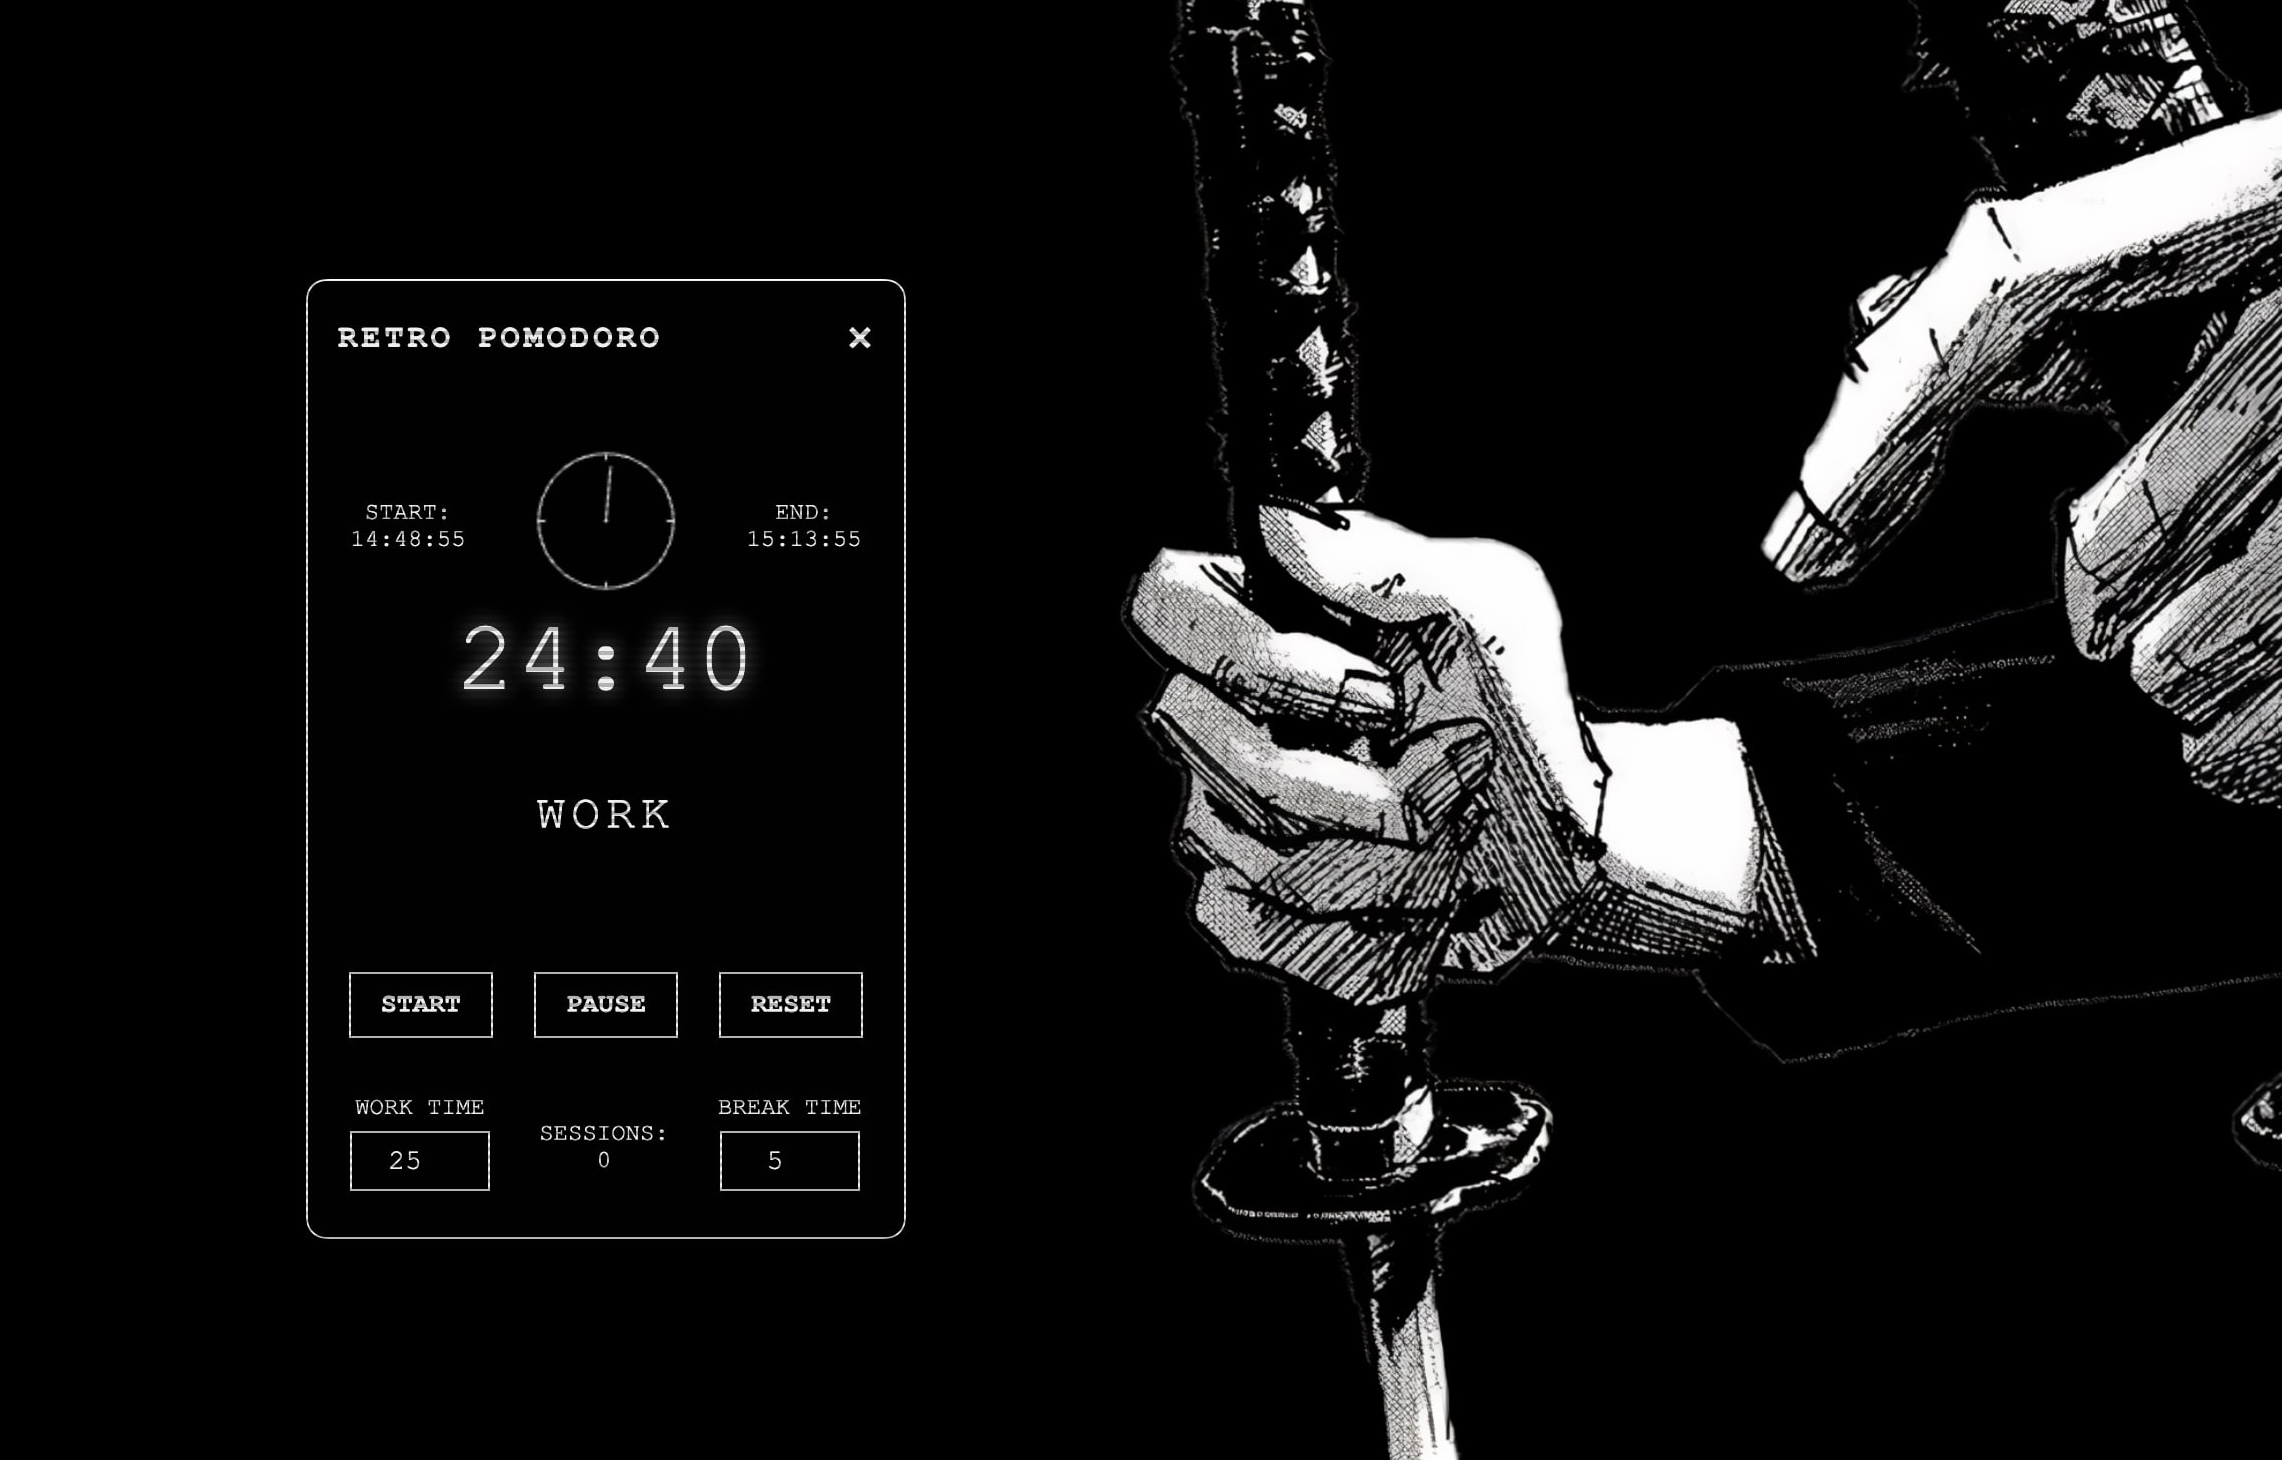 RETRO POMODORO ×
START:
14:48:55
END:
15:13:55
24:40
WORK
START
PAUSE
RESET
WORK TIME
25
SESSIONS:
0
BREAK TIME
5